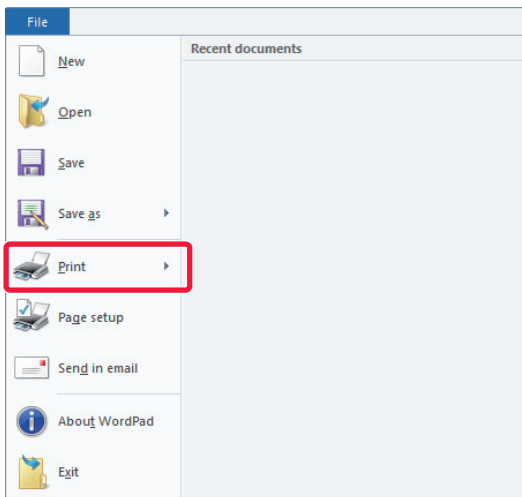 File
Recent documents
New
Open
Save
Save as
Print
Page setup
Send in email
About WordPad
Exit